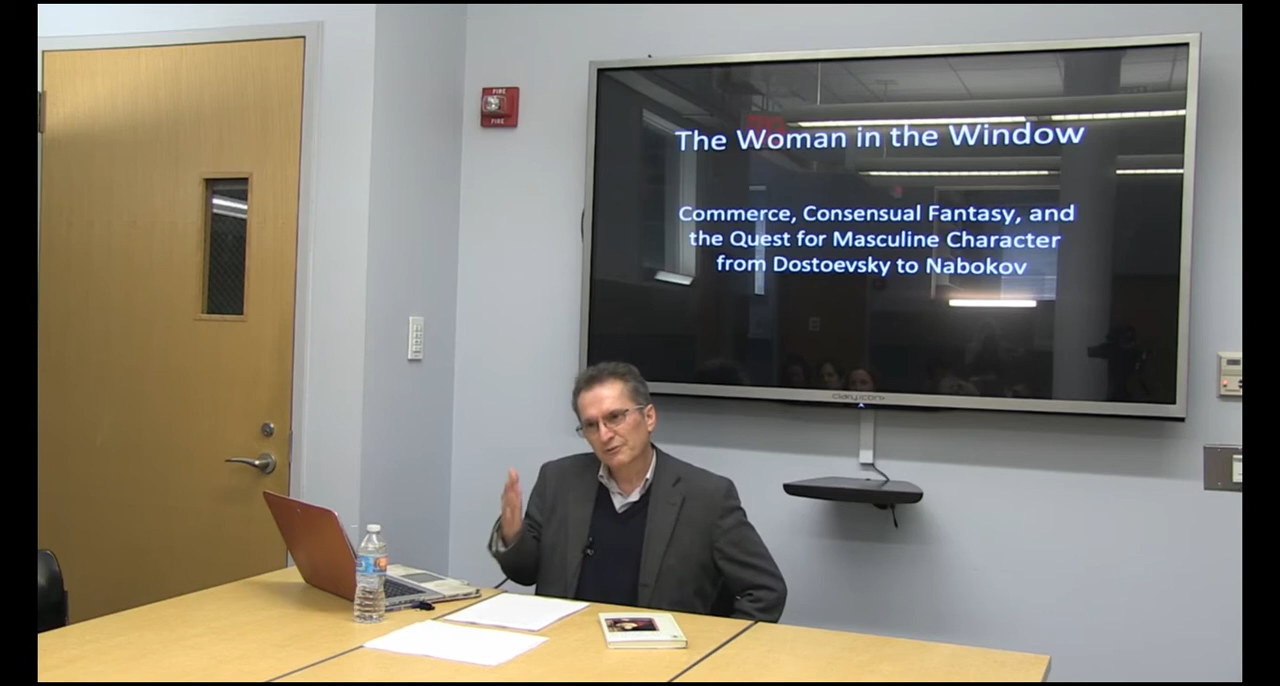 FIRE
FIRE
The Woman in the Window
Commerce, Consensual Fantasy, and
the Quest for Masculine Character
from Dostoevsky to Nabokov